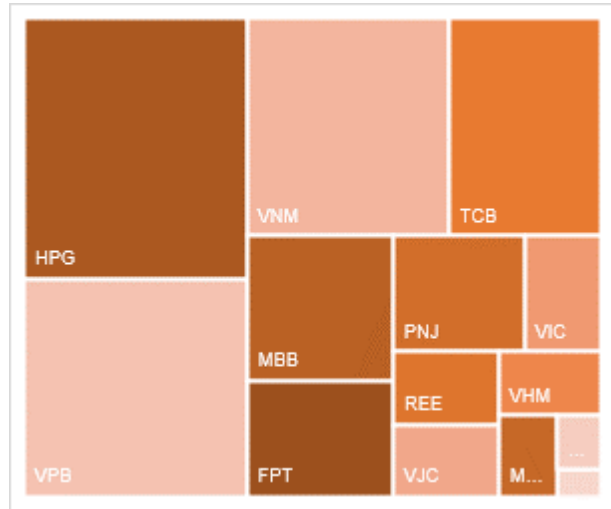 HPG
VNM
TCB
VPB
MBB
PNJ
VIC
FPT
REE
VHM
VJC
M...
...